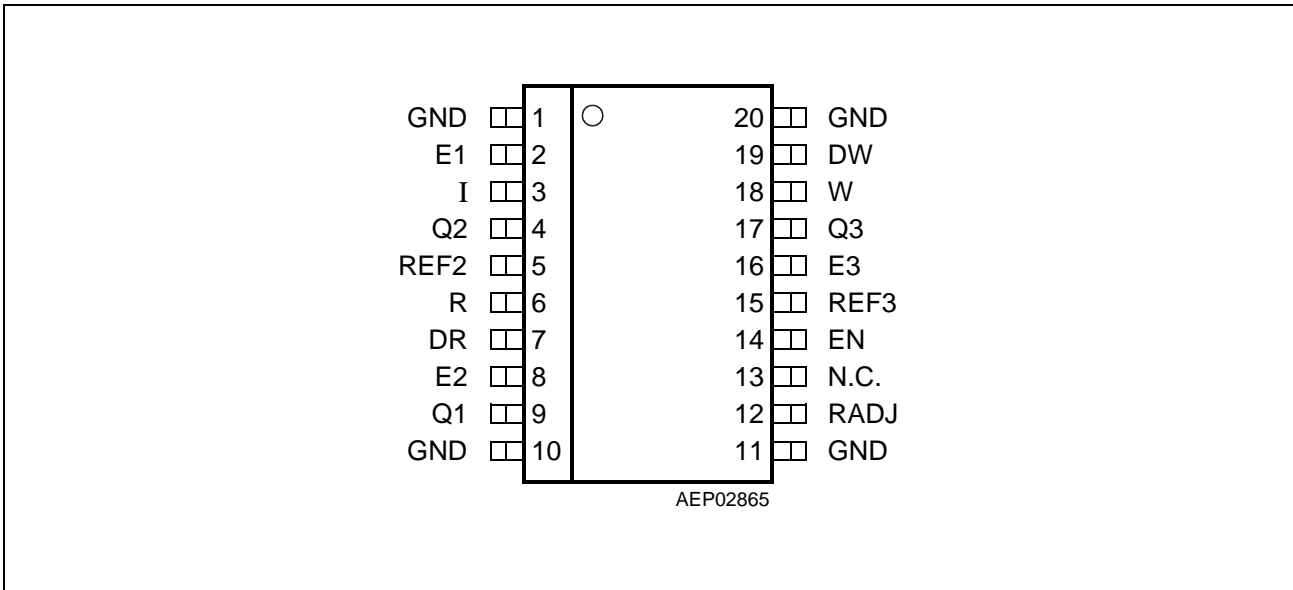 GND 1 20 GND
E1 2 19 DW
I 3 18 W
Q2 4 17 Q3
REF2 5 16 E3
R 6 15 REF3
DR 7 14 EN
E2 8 13 N.C.
Q1 9 12 RADJ
GND 10 11 GND
AEP02865